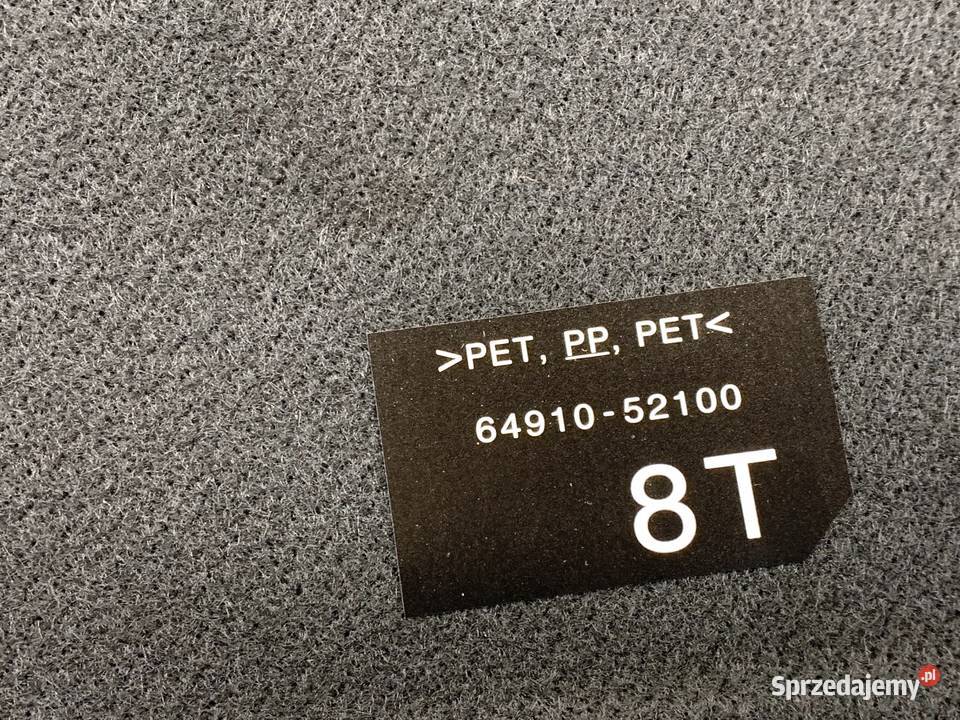 >PET, PP, PET<
64910-52100
8T
Sprzedajemy.pl